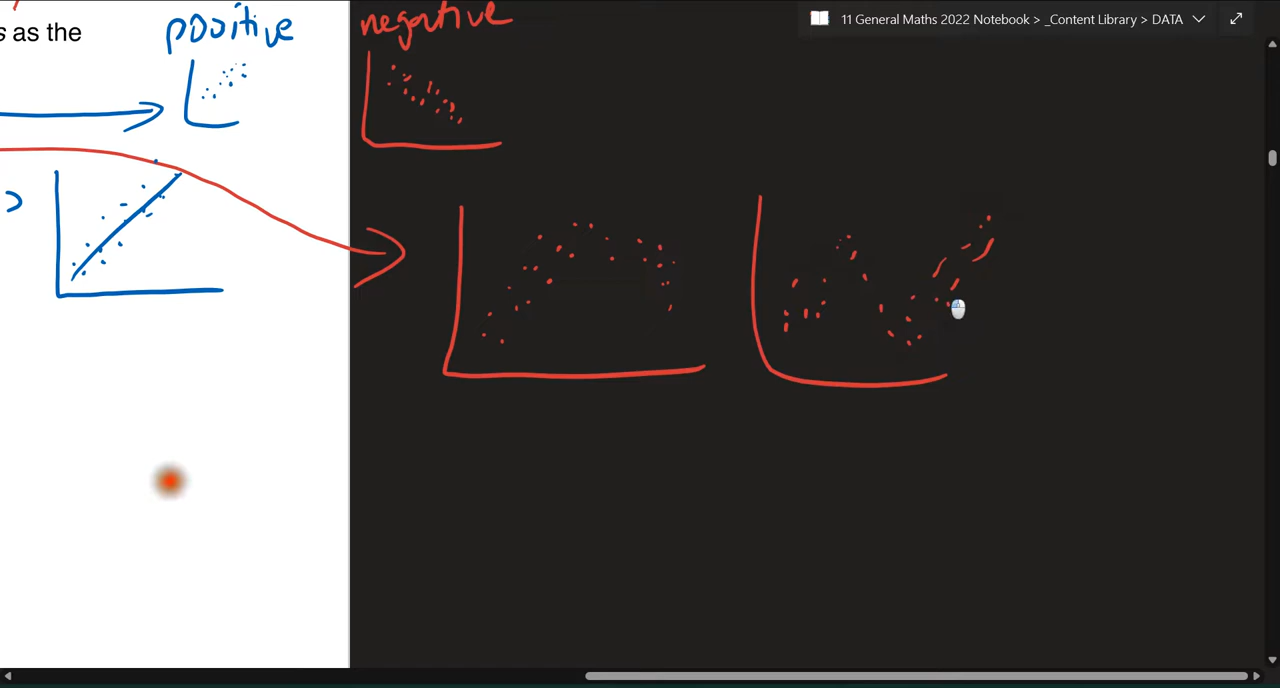 s as the
positive
negative
11 General Maths 2022 Notebook > _Content Library > DATA